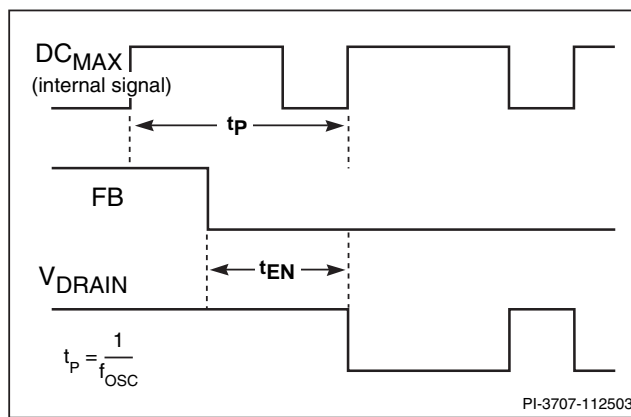 DCMAX
(internal signal)
tP
FB
tEN
VDRAIN
tP = 1/fOSC
PI-3707-112503